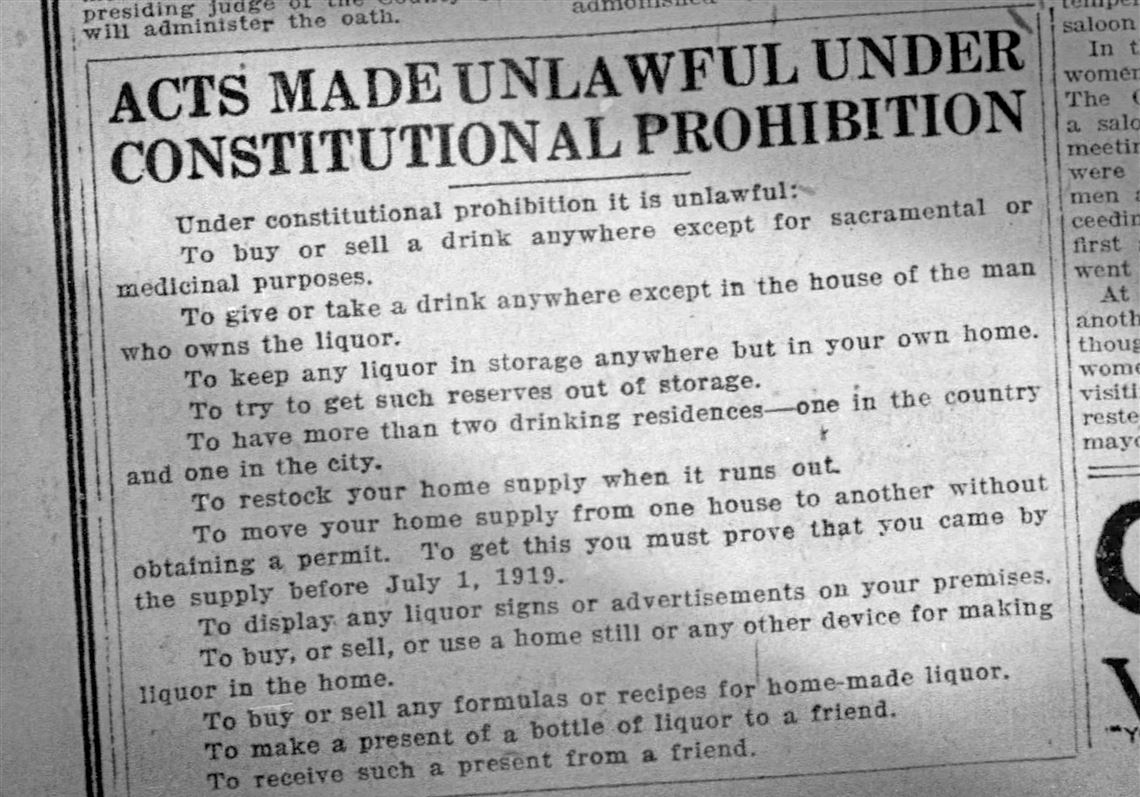 presiding judge of the County
will administer the oath.
admonished
ACTS MADE UNLAWFUL UNDER
CONSTITUTIONAL PROHIBITION
Under constitutional prohibition it is unlawful:
To buy or sell a drink anywhere except for sacramental or
medicinal purposes.
To give or take a drink anywhere except in the house of the man
who owns the liquor.
To keep any liquor in storage anywhere but in your own home.
To try to get such reserves out of storage.
To have more than two drinking residences—one in the country
and one in the city.
To restock your home supply when it runs out.
To move your home supply from one house to another without
obtaining a permit. To get this you must prove that you came by
the supply before July 1, 1919.
To display any liquor signs or advertisements on your premises.
To buy, or sell, or use a home still or any other device for making
liquor in the home.
To buy or sell any formulas or recipes for home-made liquor.
To make a present of a bottle of liquor to a friend.
To receive such a present from a friend.
saloon
In t
women
The
a salo
meetin
were
men a
ceedin
first
went
At
anoth
thoug
wome
visiti
reste
mayo